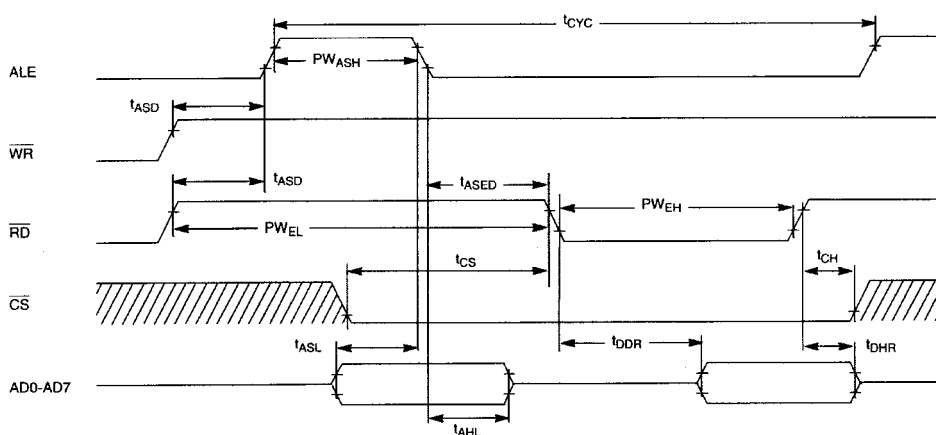 tCYC
ALE
PWASH
tASD
WR
tASD
tASED
PWEH
RD
PWEL
tCS
tCH
CS
tASL
tDDR
tDHR
AD0-AD7
tAHL